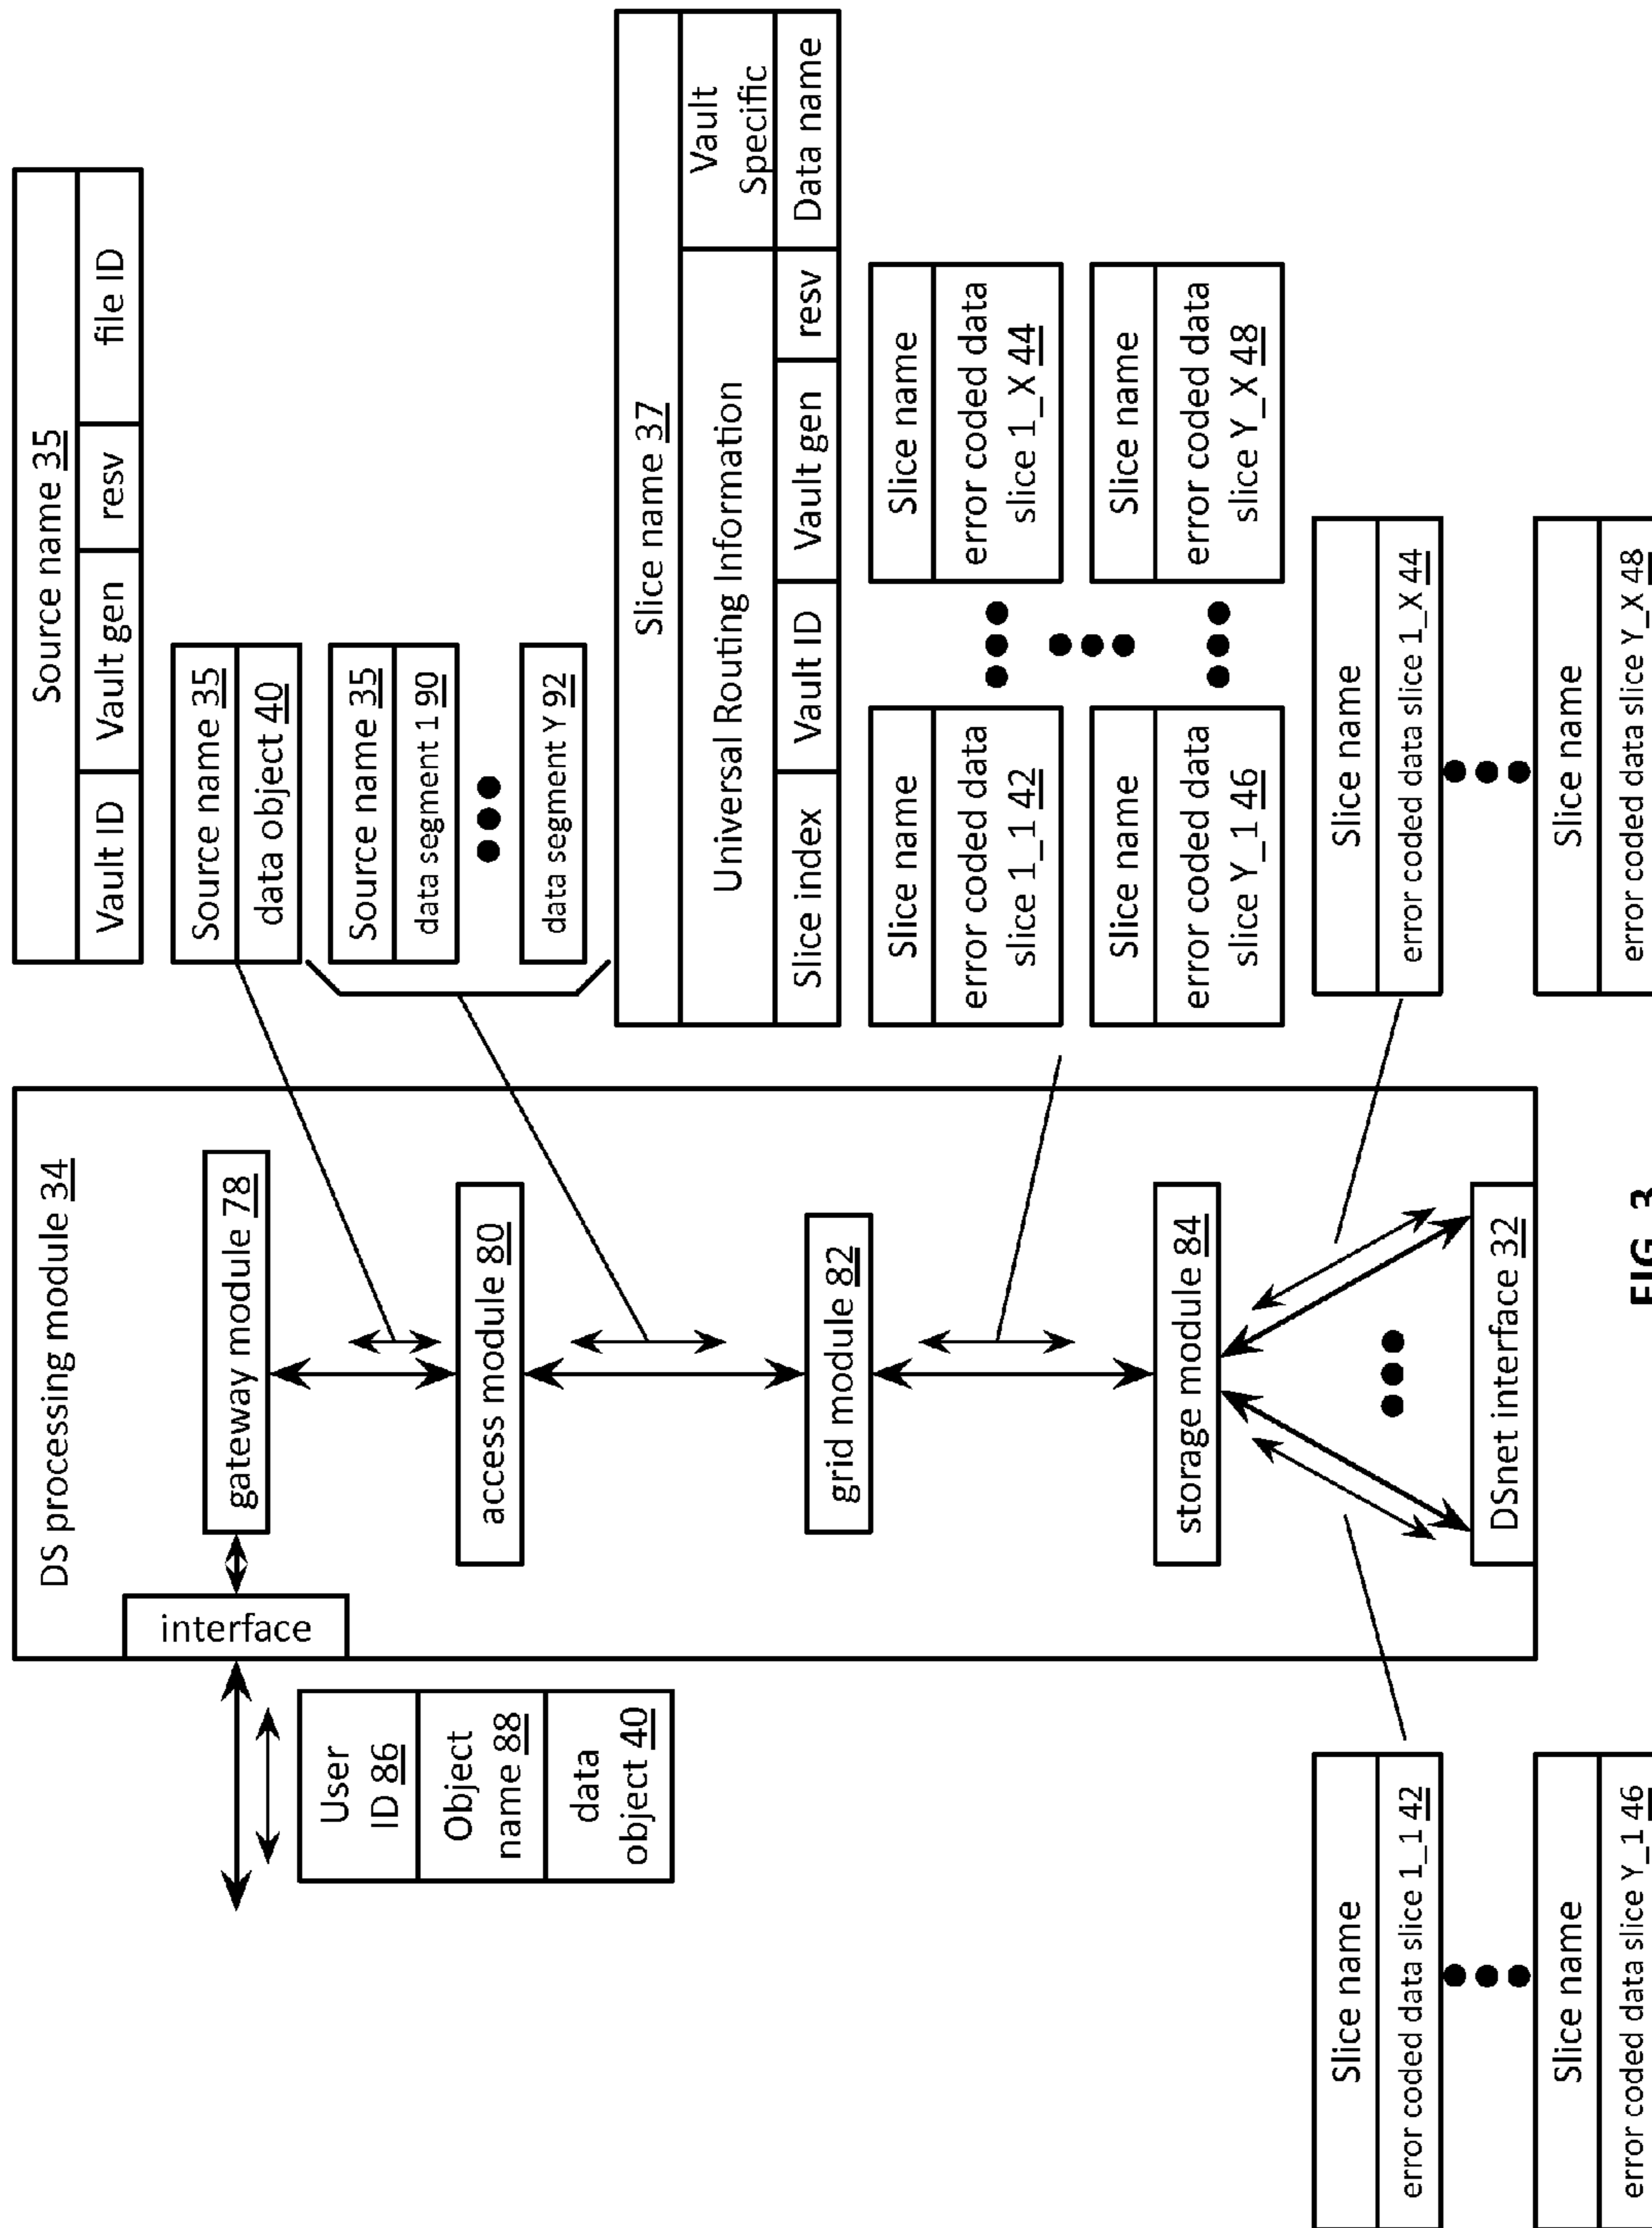 DS processing module 34
interface
gateway module 78
access module 80
grid module 82
storage module 84
DSnet interface 32
User
ID 86
Object
name 88
data
object 40
Source name 35
Vault ID
Vault gen
resv
file ID
Source name 35
data object 40
Source name 35
data segment 1 90
data segment Y 92
Slice name 37
Universal Routing Information
Vault
Specific
Slice index
Vault ID
Vault gen
resv
Data name
Slice name
error coded data
slice 1_1 42
Slice name
error coded data
slice 1_X 44
Slice name
error coded data
slice Y_1 46
Slice name
error coded data
slice Y_X 48
Slice name
error coded data slice 1_1 42
Slice name
error coded data slice Y_1 46
Slice name
error coded data slice 1_X 44
Slice name
error coded data slice Y_X 48
FIG. 3